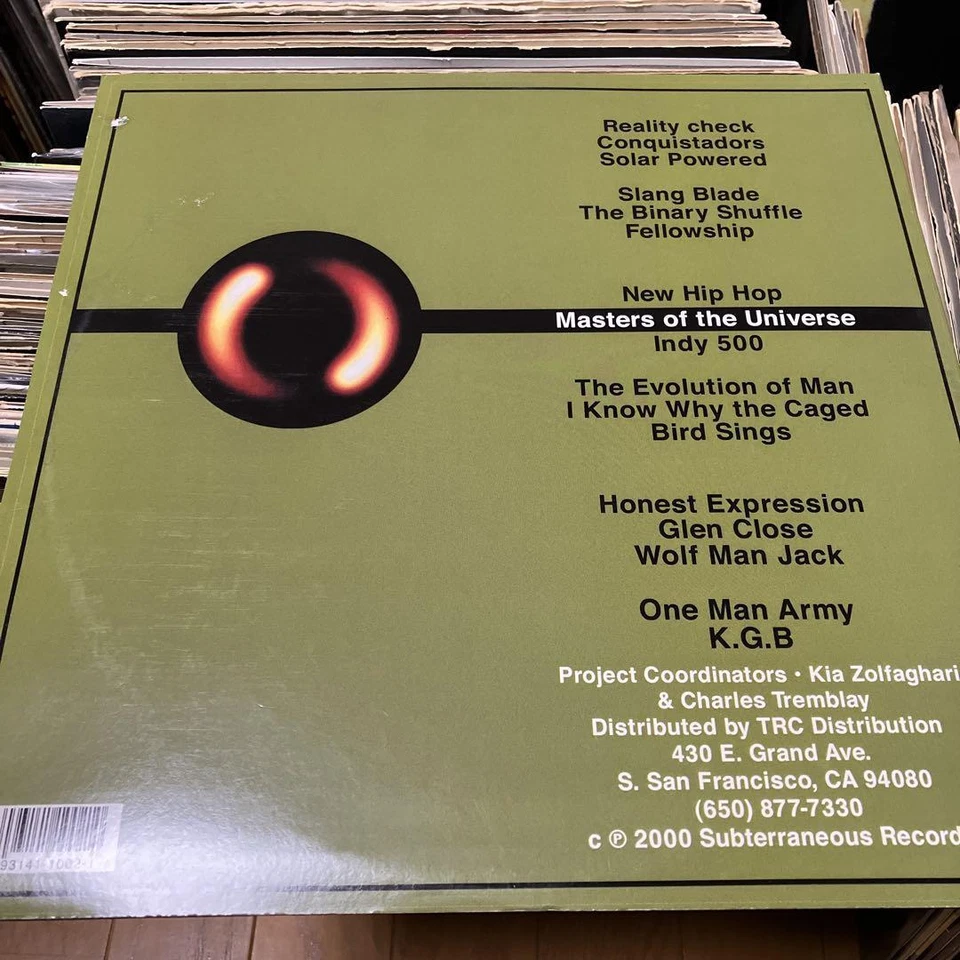 Reality check
Conquistadors
Solar Powered
Slang Blade
The Binary Shuffle
Fellowship
New Hip Hop
Masters of the Universe
Indy 500
The Evolution of Man
I Know Why the Caged
Bird Sings
Honest Expression
Glen Close
Wolf Man Jack
One Man Army
K.G.B
Project Coordinators • Kia Zolfaghari
& Charles Tremblay
Distributed by TRC Distribution
430 E. Grand Ave.
S. San Francisco, CA 94080
(650) 877-7330
c ℗ 2000 Subterraneous Record